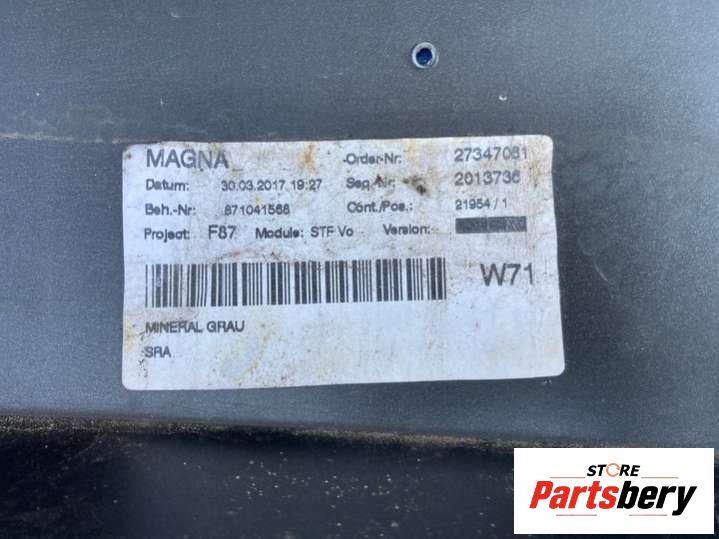 MAGNA Order-Nr: 27347081
Datum: 30.03.2017 19:27 Seq.-Nr: 2013736
Beh.-Nr: 871041568 Cont./Pos.: 21954 / 1
Project: F87 Module: STF Vo Version:
W71
MINERAL GRAU
SRA
STORE
Partsbery